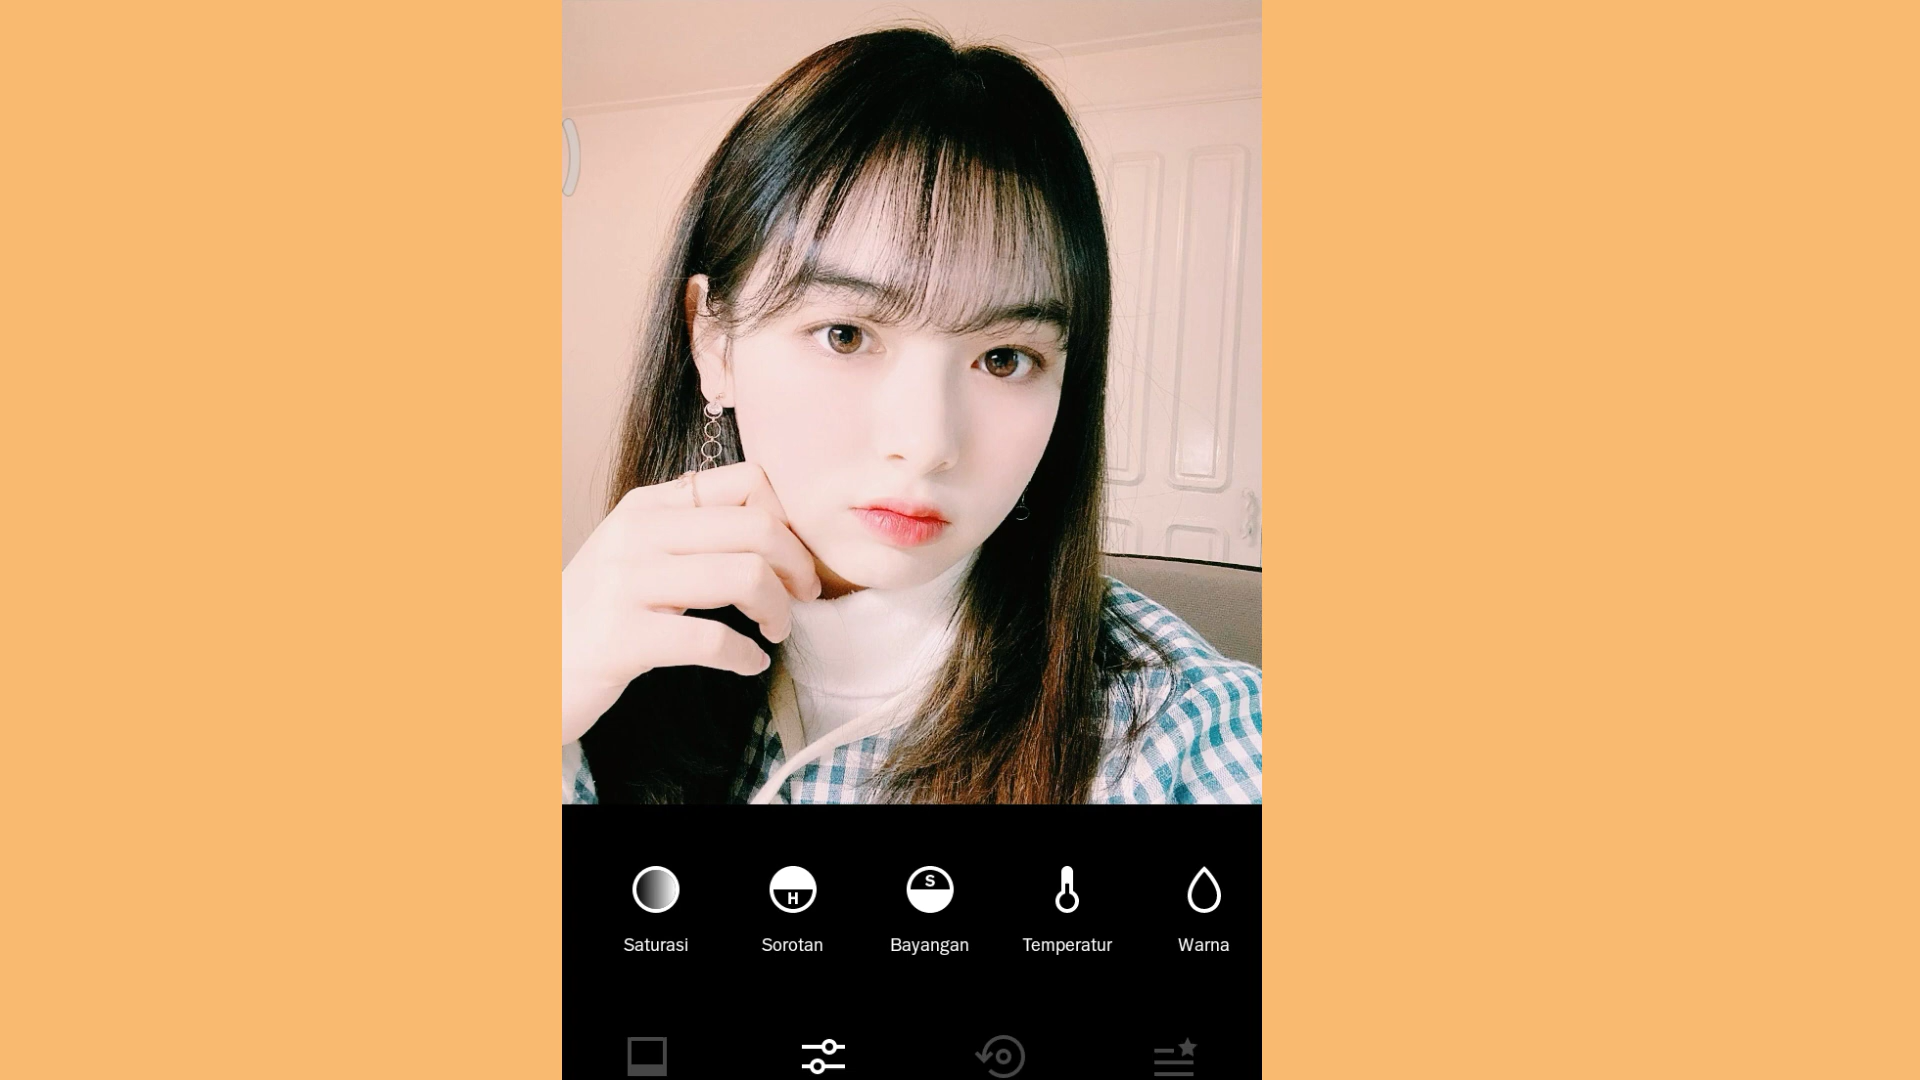 H
S
Saturasi
Sorotan
Bayangan
Temperatur
Warna